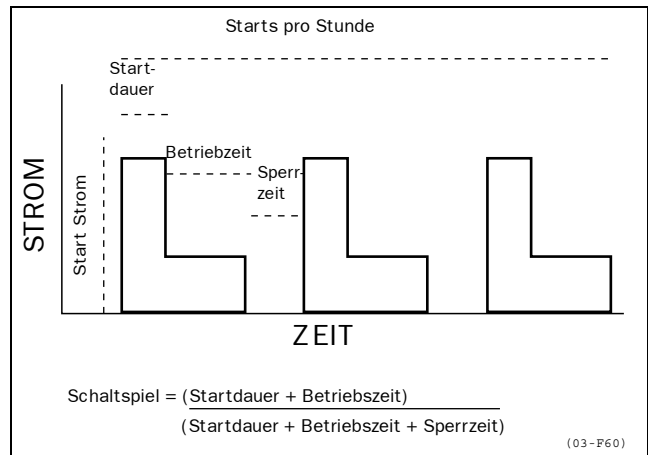 Starts pro Stunde
Start-
dauer
Betriebzeit
Sperr-
zeit
STROM
Start Strom
ZEIT
Schaltspiel = (Startdauer + Betriebszeit)
(Startdauer + Betriebszeit + Sperrzeit)
(03-F60)